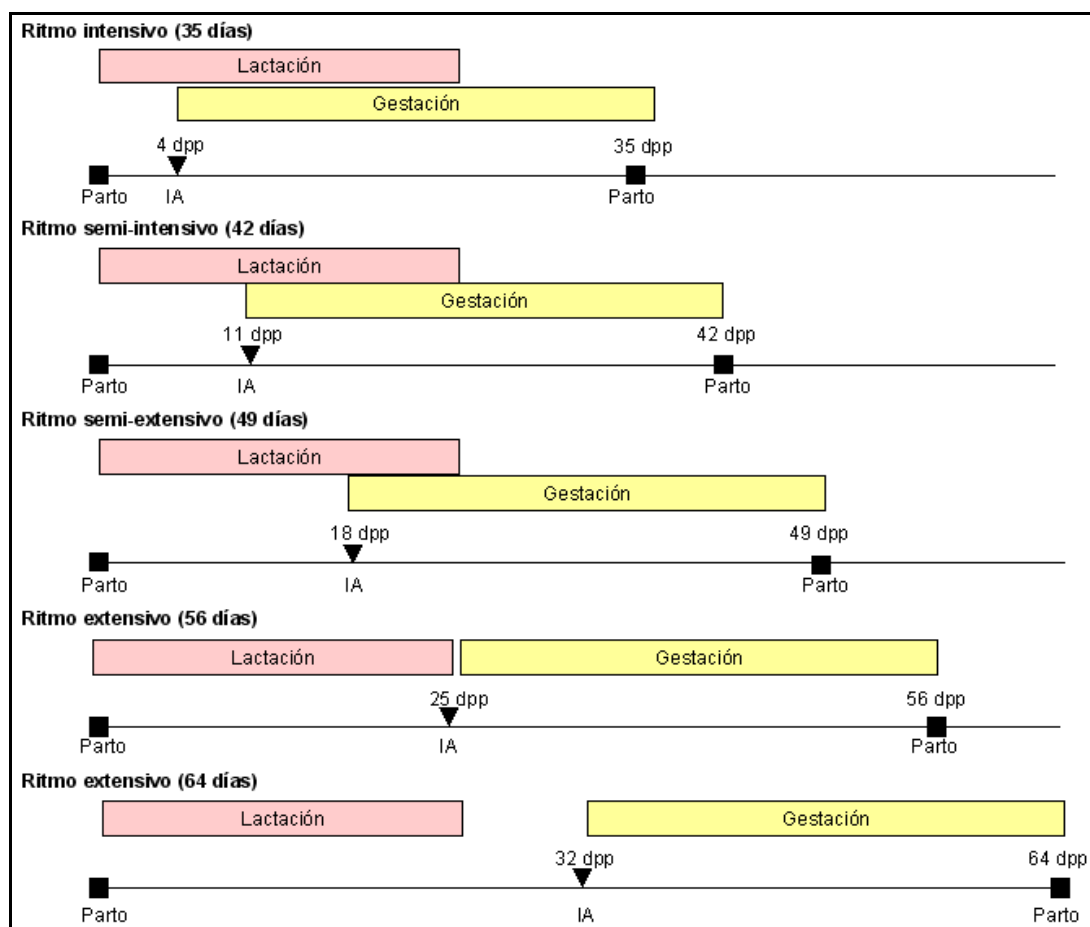 Ritmo intensivo (35 días)
Lactación
Gestación
4 dpp 35 dpp
Parto IA Parto
Ritmo semi-intensivo (42 días)
Lactación
Gestación
11 dpp 42 dpp
Parto IA Parto
Ritmo semi-extensivo (49 días)
Lactación
Gestación
18 dpp 49 dpp
Parto IA Parto
Ritmo extensivo (56 días)
Lactación Gestación
25 dpp 56 dpp
Parto IA Parto
Ritmo extensivo (64 días)
Lactación Gestación
32 dpp 64 dpp
Parto IA Parto